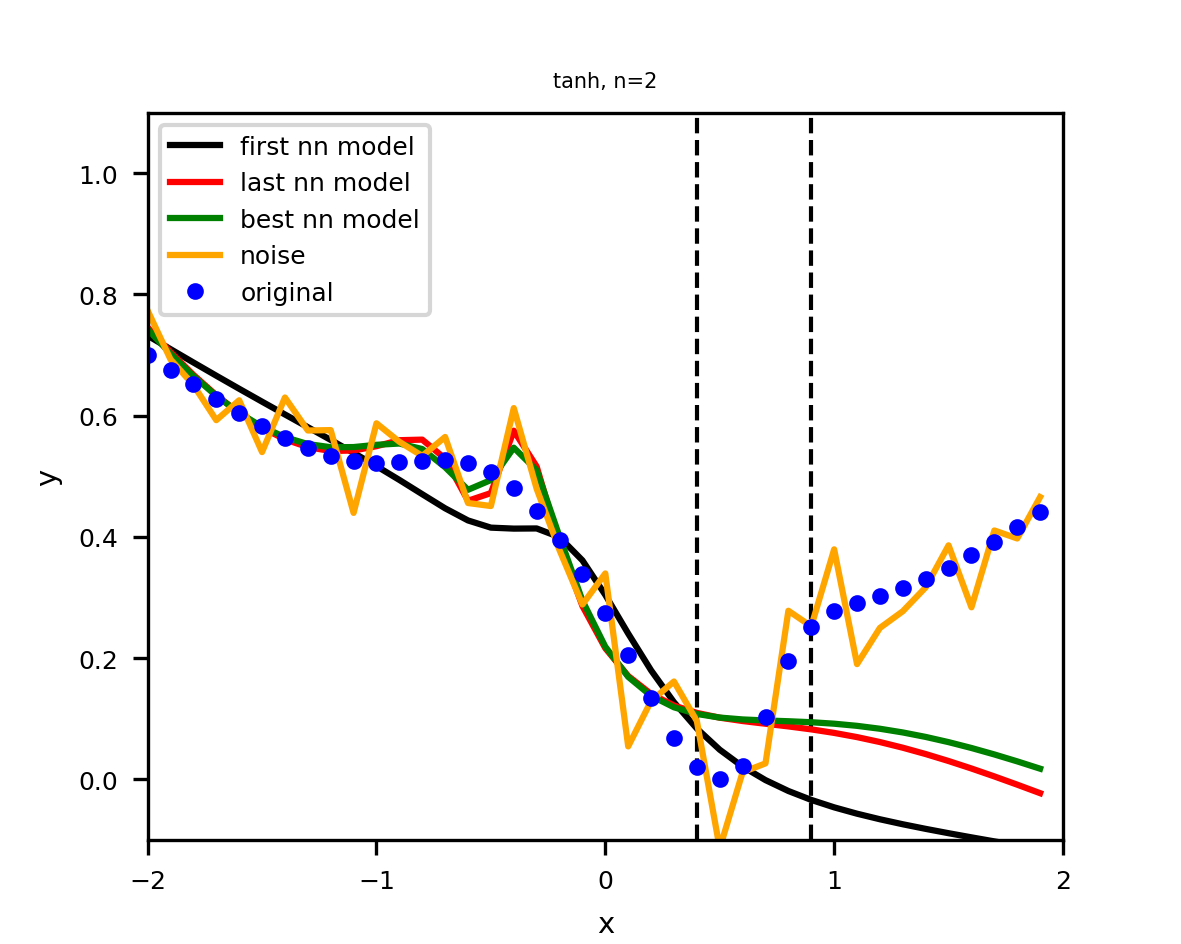 tanh, n=2
first nn model
last nn model
best nn model
noise
original
1.0
0.8
0.6
0.4
0.2
0.0
y
−2
−1
0
1
2
x